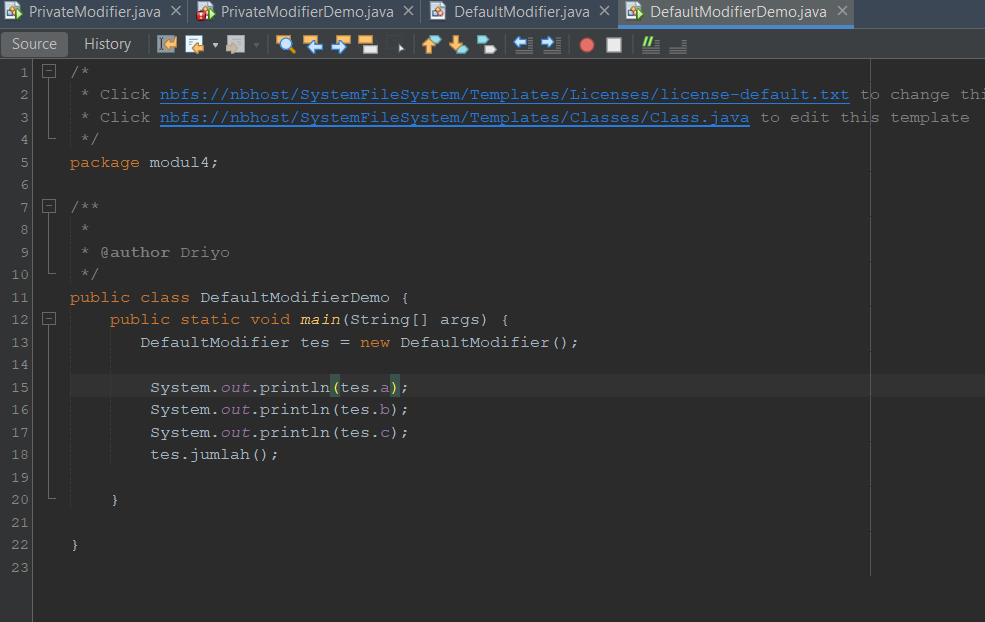 PrivateModifier.java PrivateModifierDemo.java DefaultModifier.java DefaultModifierDemo.java
Source History
1 /*
2 * Click nbfs://nbhost/SystemFileSystem/Templates/Licenses/license-default.txt to change thi
3 * Click nbfs://nbhost/SystemFileSystem/Templates/Classes/Class.java to edit this template
4 */
5 package modul4;
6
7 /**
8 *
9 * @author Driyo
10 */
11 public class DefaultModifierDemo {
12 public static void main(String[] args) {
13 DefaultModifier tes = new DefaultModifier();
14
15 System.out.println(tes.a);
16 System.out.println(tes.b);
17 System.out.println(tes.c);
18 tes.jumlah();
19
20 }
21
22 }
23